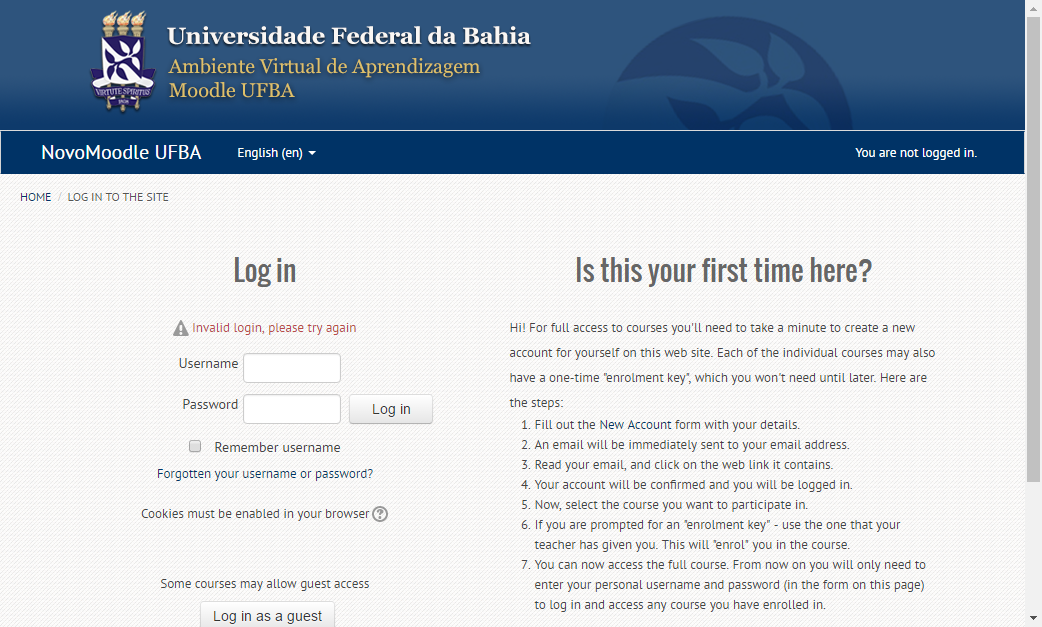 Universidade Federal da Bahia
Ambiente Virtual de Aprendizagem
Moodle UFBA
VIRTUTE SPIRITUS
NovoMoodle UFBA
English (en)
You are not logged in.
HOME / LOG IN TO THE SITE
Log in
Invalid login, please try again
Username
Password
Log in
Remember username
Forgotten your username or password?
Cookies must be enabled in your browser
Some courses may allow guest access
Log in as a guest
Is this your first time here?
Hi! For full access to courses you'll need to take a minute to create a new
account for yourself on this web site. Each of the individual courses may also
have a one-time "enrolment key", which you won't need until later. Here are
the steps:
1. Fill out the New Account form with your details.
2. An email will be immediately sent to your email address.
3. Read your email, and click on the web link it contains.
4. Your account will be confirmed and you will be logged in.
5. Now, select the course you want to participate in.
6. If you are prompted for an "enrolment key" - use the one that your
teacher has given you. This will "enrol" you in the course.
7. You can now access the full course. From now on you will only need to
enter your personal username and password (in the form on this page)
to log in and access any course you have enrolled in.